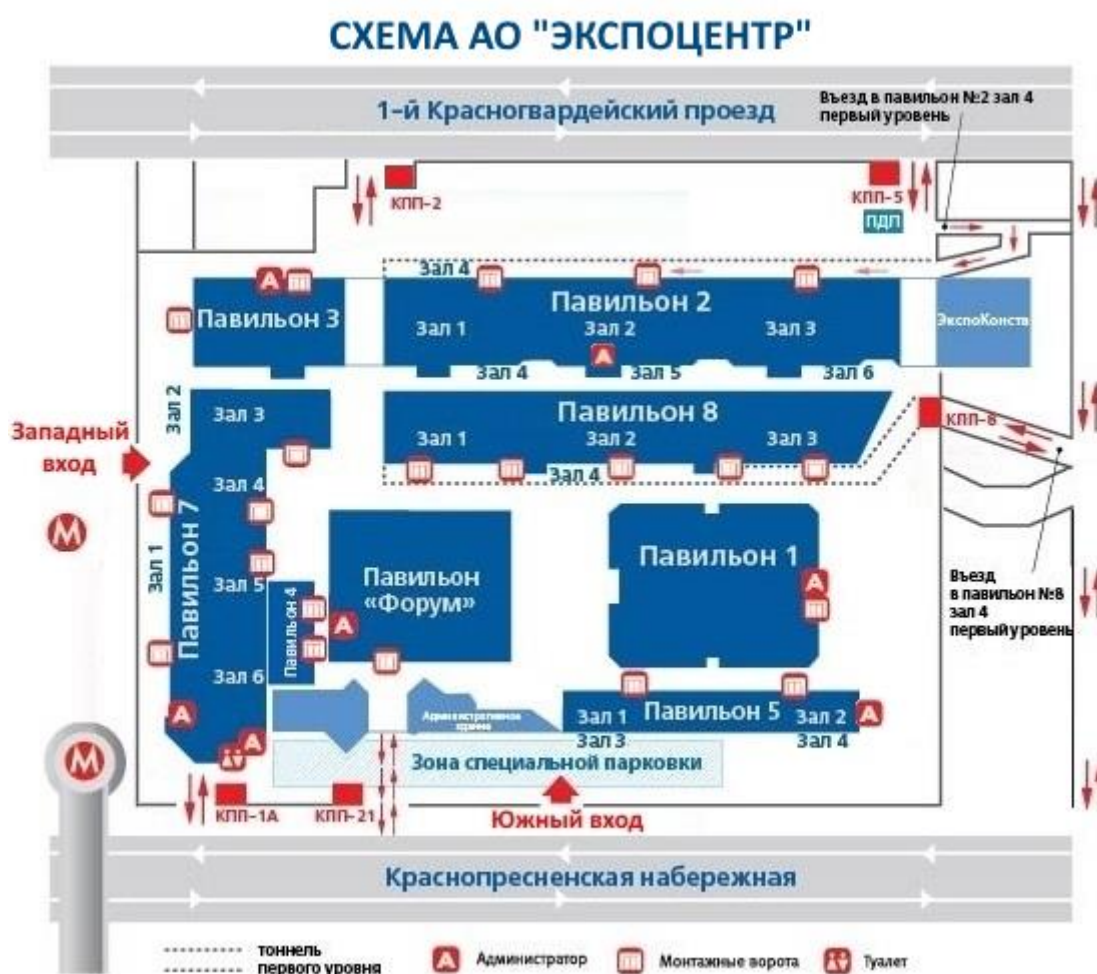 СХЕМА АО "ЭКСПОЦЕНТР"
1-й Красногвардейский проезд
Въезд в павильон №2 зал 4
первый уровень
КПП-2
КПП-5
ПДП
Зал 4
А
Павильон 3
Павильон 2
Зал 1
Зал 2
Зал 3
А
ЭкспоКонста
Зал 4
Зал 5
Зал 6
Зал 2
Зал 3
Павильон 8
Зал 1
Зал 2
Зал 3
КПП-8
Западный
вход
Зал 4
Зал 4
М
Зал 1
Павильон 7
Зал 5
Павильон 4
Павильон
«Форум»
А
Павильон 1
А
Въезд
в павильон №8
зал 4
первый уровень
Зал 6
А
А
М
Зал 1
Павильон 5
Зал 2
А
Зал 3
Зал 4
Зона специальной парковки
КПП-1А
КПП-21
Южный вход
Краснопресненская набережная
тоннель
первого уровня
А
Администратор
Монтажные ворота
Туалет